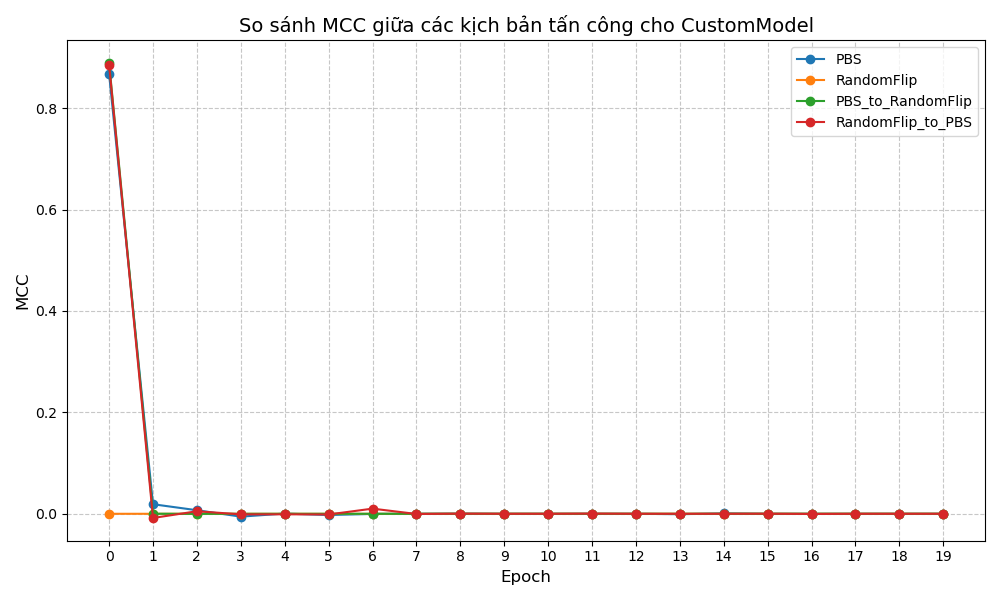 So sánh MCC giữa các kịch bản tấn công cho CustomModel
PBS
RandomFlip
PBS_to_RandomFlip
RandomFlip_to_PBS
MCC
0.8
0.6
0.4
0.2
0.0
0 1 2 3 4 5 6 7 8 9 10 11 12 13 14 15 16 17 18 19
Epoch